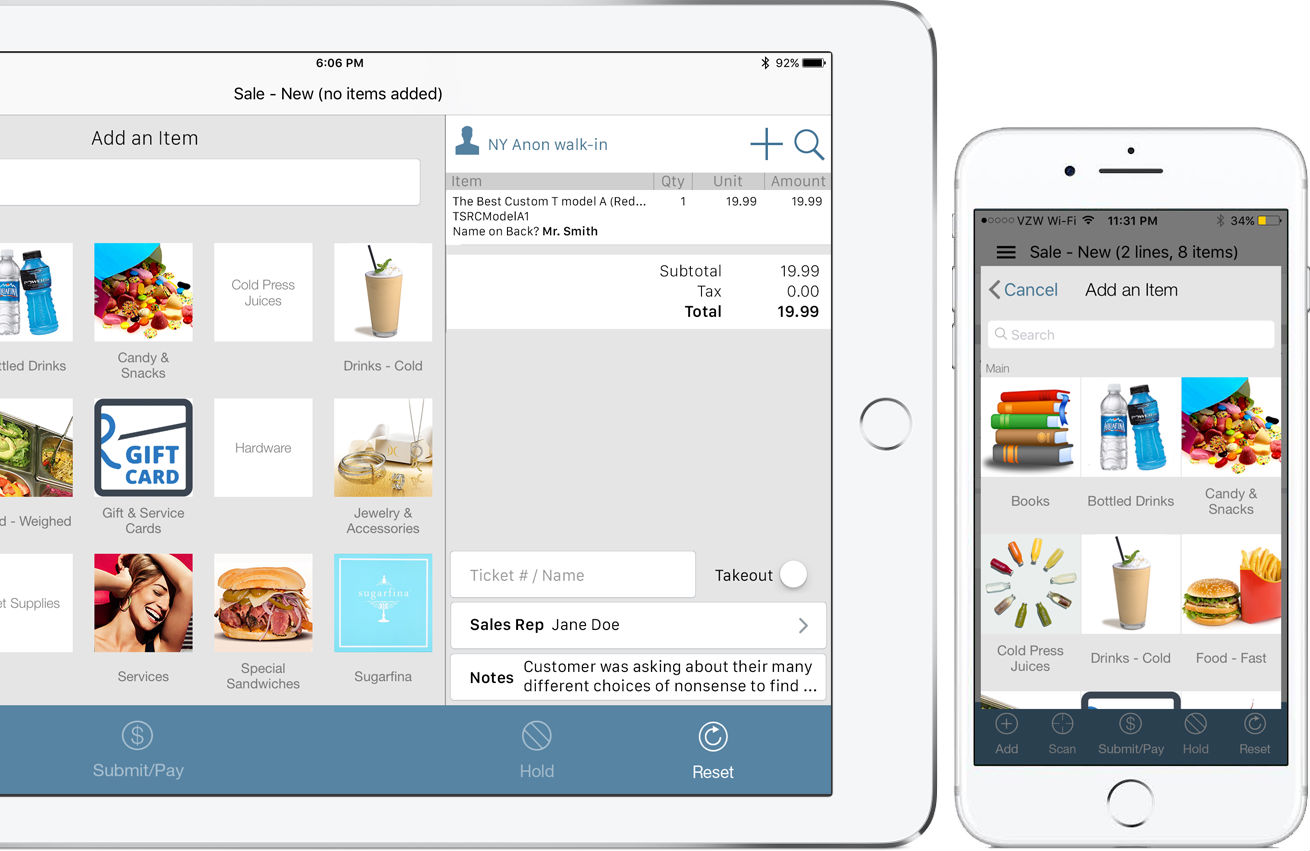 6:06 PM
92%
Sale - New (no items added)
Add an Item
NY Anon walk-in
Item Qty Unit Amount
The Best Custom T model A (Red... 1 19.99 19.99
TSRCModelA1
Name on Back? Mr. Smith
Subtotal 19.99
Tax 0.00
Total 19.99
ttled Drinks
Candy &
Snacks
Cold Press
Juices
Drinks - Cold
d - Weighed
GIFT
CARD
Gift & Service
Cards
Hardware
Jewelry &
Accessories
et Supplies
Services
Special
Sandwiches
sugarfina
Sugarfina
Ticket # / Name
Takeout
Sales Rep Jane Doe
Notes Customer was asking about their many
different choices of nonsense to find ...
Submit/Pay
Hold
Reset
VZW Wi-Fi 11:31 PM 34%
Sale - New (2 lines, 8 items)
Cancel Add an Item
Search
Main
AQUAFINA
Books
Bottled Drinks
Candy &
Snacks
Cold Press
Juices
Drinks - Cold
Food - Fast
Add
Scan
Submit/Pay
Hold
Reset